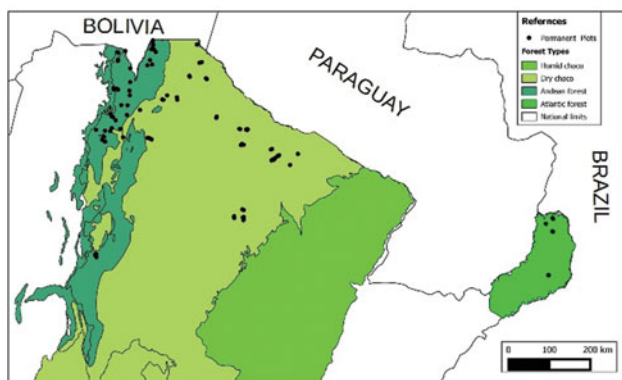 BOLIVIA
PARAGUAY
BRAZIL
Refernces
Permanent Plots
Forest Types
Humid chaco
Dry chaco
Andean forest
Atlantic forest
National limits
0 100 200 km